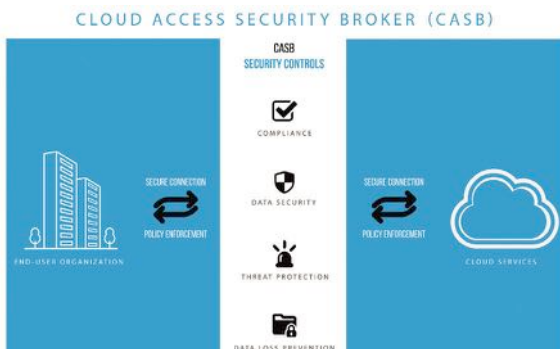 CLOUD ACCESS SECURITY BROKER (CASB)
CASB
SECURITY CONTROLS
COMPLIANCE
SECURE CONNECTION
POLICY ENFORCEMENT
DATA SECURITY
SECURE CONNECTION
POLICY ENFORCEMENT
END-USER ORGANIZATION
CLOUD SERVICES
THREAT PROTECTION
DATA LOSS PREVENTION